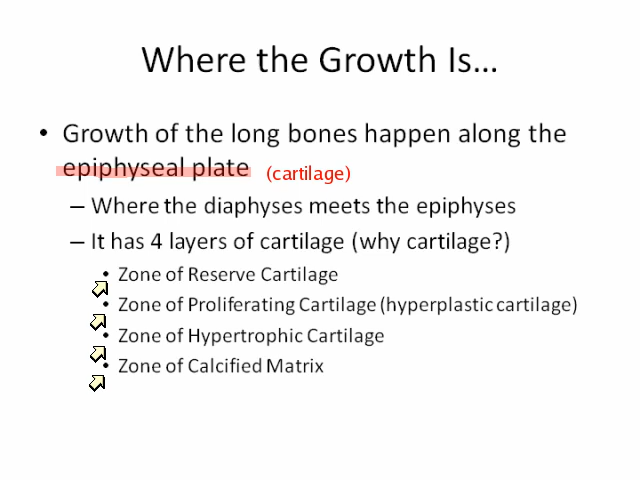 Where the Growth Is...
• Growth of the long bones happen along the
epiphyseal plate (cartilage)
– Where the diaphyses meets the epiphyses
– It has 4 layers of cartilage (why cartilage?)
• Zone of Reserve Cartilage
• Zone of Proliferating Cartilage (hyperplastic cartilage)
• Zone of Hypertrophic Cartilage
• Zone of Calcified Matrix